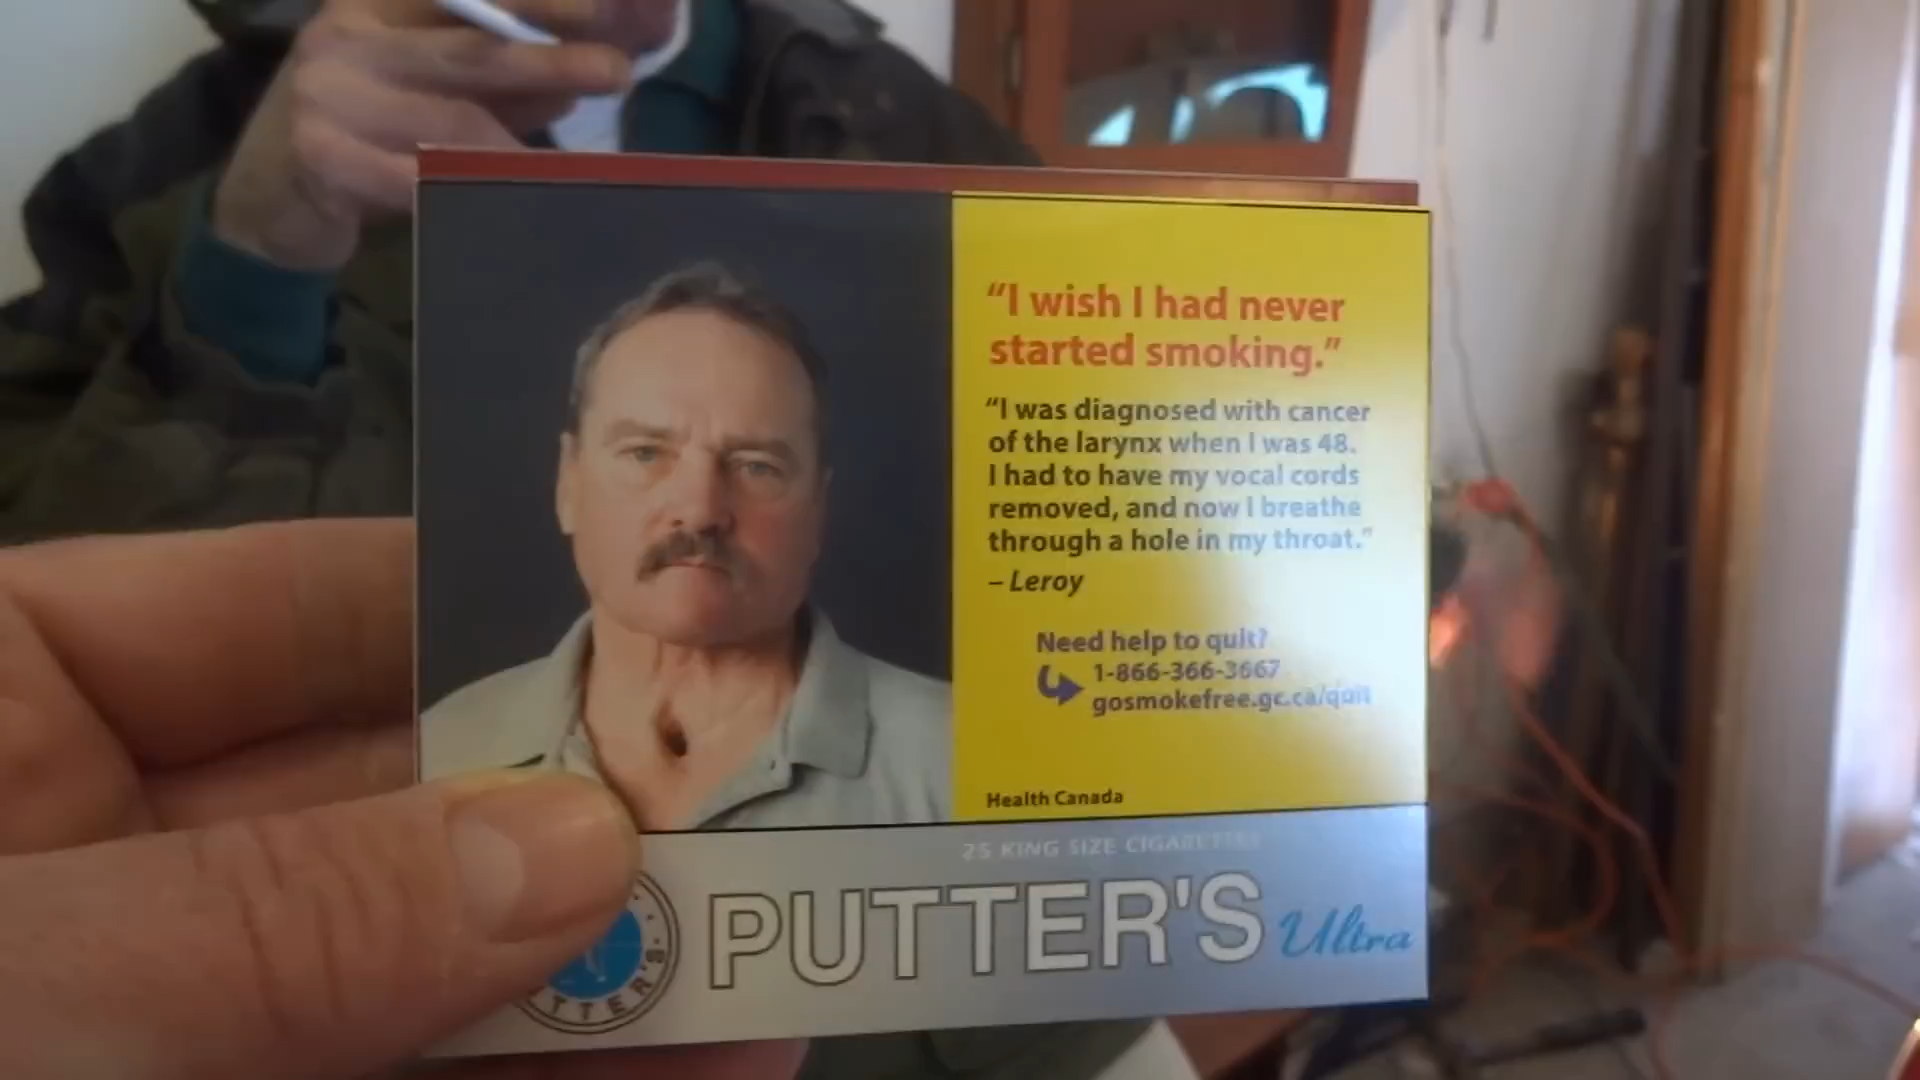 “I wish I had never
started smoking.”
“I was diagnosed with cancer
of the larynx when I was 48.
I had to have my vocal cords
removed, and now I breathe
through a hole in my throat.”
– Leroy
Need help to quit?
1-866-366-3667
gosmokefree.gc.ca/quit
Health Canada
25 KING SIZE CIGARETTES
PUTTER'S Ultra